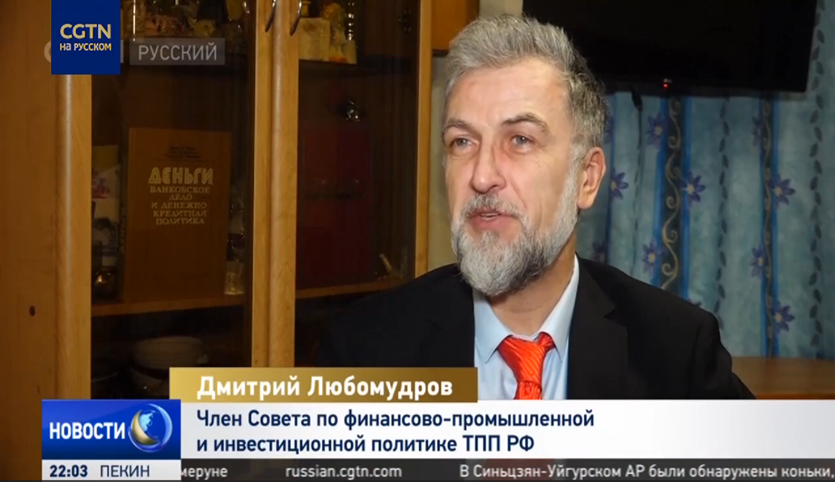 CGTN
НА РУССКОМ
РУССКИЙ
ДЕНЬГИ
БАНКОВСКОЕ
ДЕЛО
И ДЕНЕЖНО
КРЕДИТНАЯ
ПОЛИТИКА
Дмитрий Любомудров
НОВОСТИ
Член Совета по финансово-промышленной
и инвестиционной политике ТПП РФ
22:03 ПЕКИН
меруне russian.cgtn.com В Синьцзян-Уйгурском АР были обнаружены коньки,